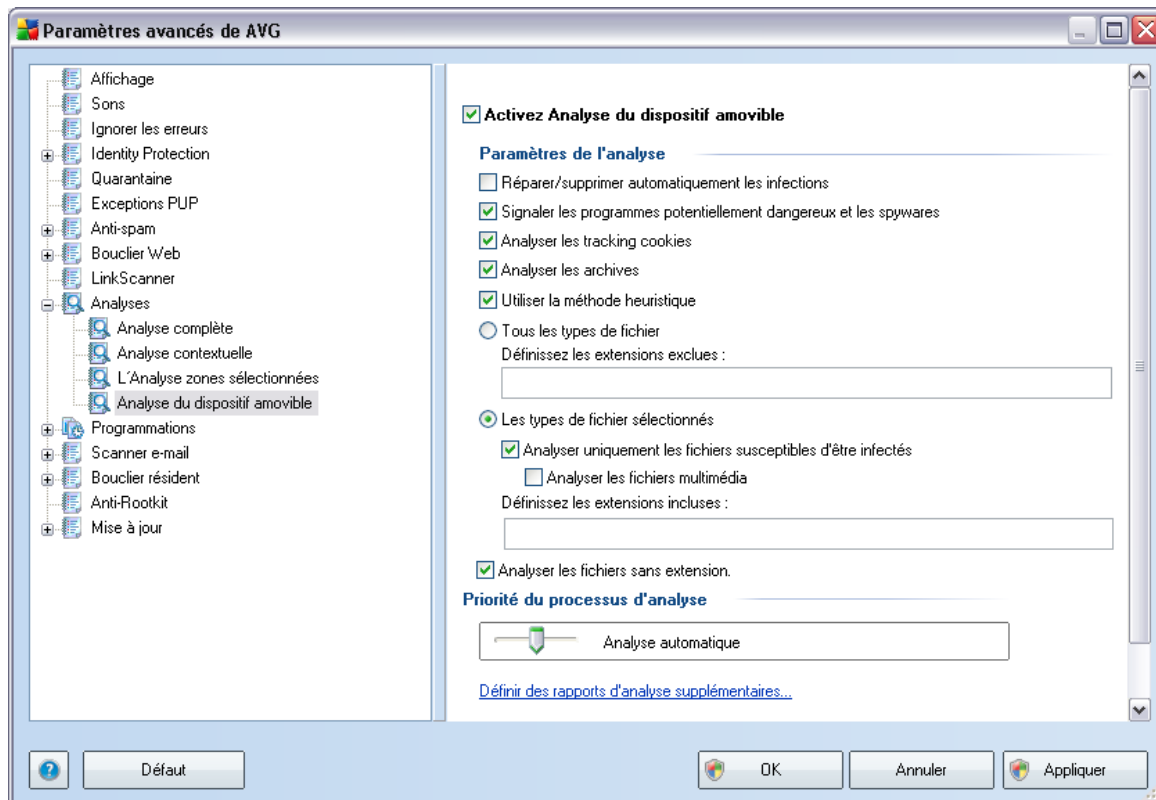 Paramètres avancés de AVG
Affichage
Sons
Ignorer les erreurs
Identity Protection
Quarantaine
Exceptions PUP
Anti-spam
Bouclier Web
LinkScanner
Analyses
Analyse complète
Analyse contextuelle
L´Analyse zones sélectionnées
Analyse du dispositif amovible
Programmations
Scanner e-mail
Bouclier résident
Anti-Rootkit
Mise à jour
Activez Analyse du dispositif amovible
Paramètres de l'analyse
Réparer/supprimer automatiquement les infections
Signaler les programmes potentiellement dangereux et les spywares
Analyser les tracking cookies
Analyser les archives
Utiliser la méthode heuristique
Tous les types de fichier
Définissez les extensions exclues :
Les types de fichier sélectionnés
Analyser uniquement les fichiers susceptibles d'être infectés
Analyser les fichiers multimédia
Définissez les extensions incluses :
Analyser les fichiers sans extension.
Priorité du processus d'analyse
Analyse automatique
Définir des rapports d'analyse supplémentaires...
? Défaut OK Annuler Appliquer